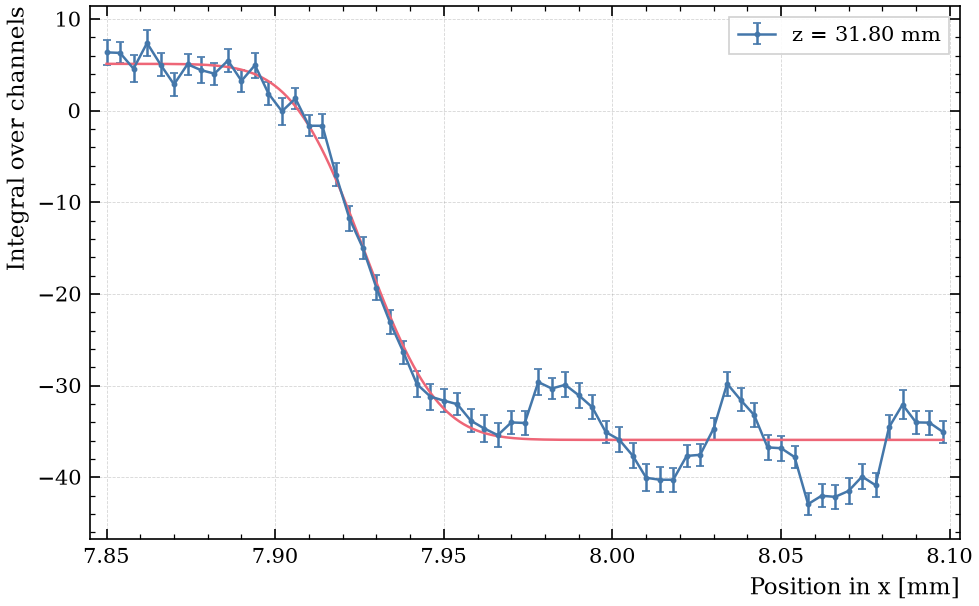 Integral over channels
10
0
−10
−20
−30
−40
z = 31.80 mm
7.85 7.90 7.95 8.00 8.05 8.10
Position in x [mm]